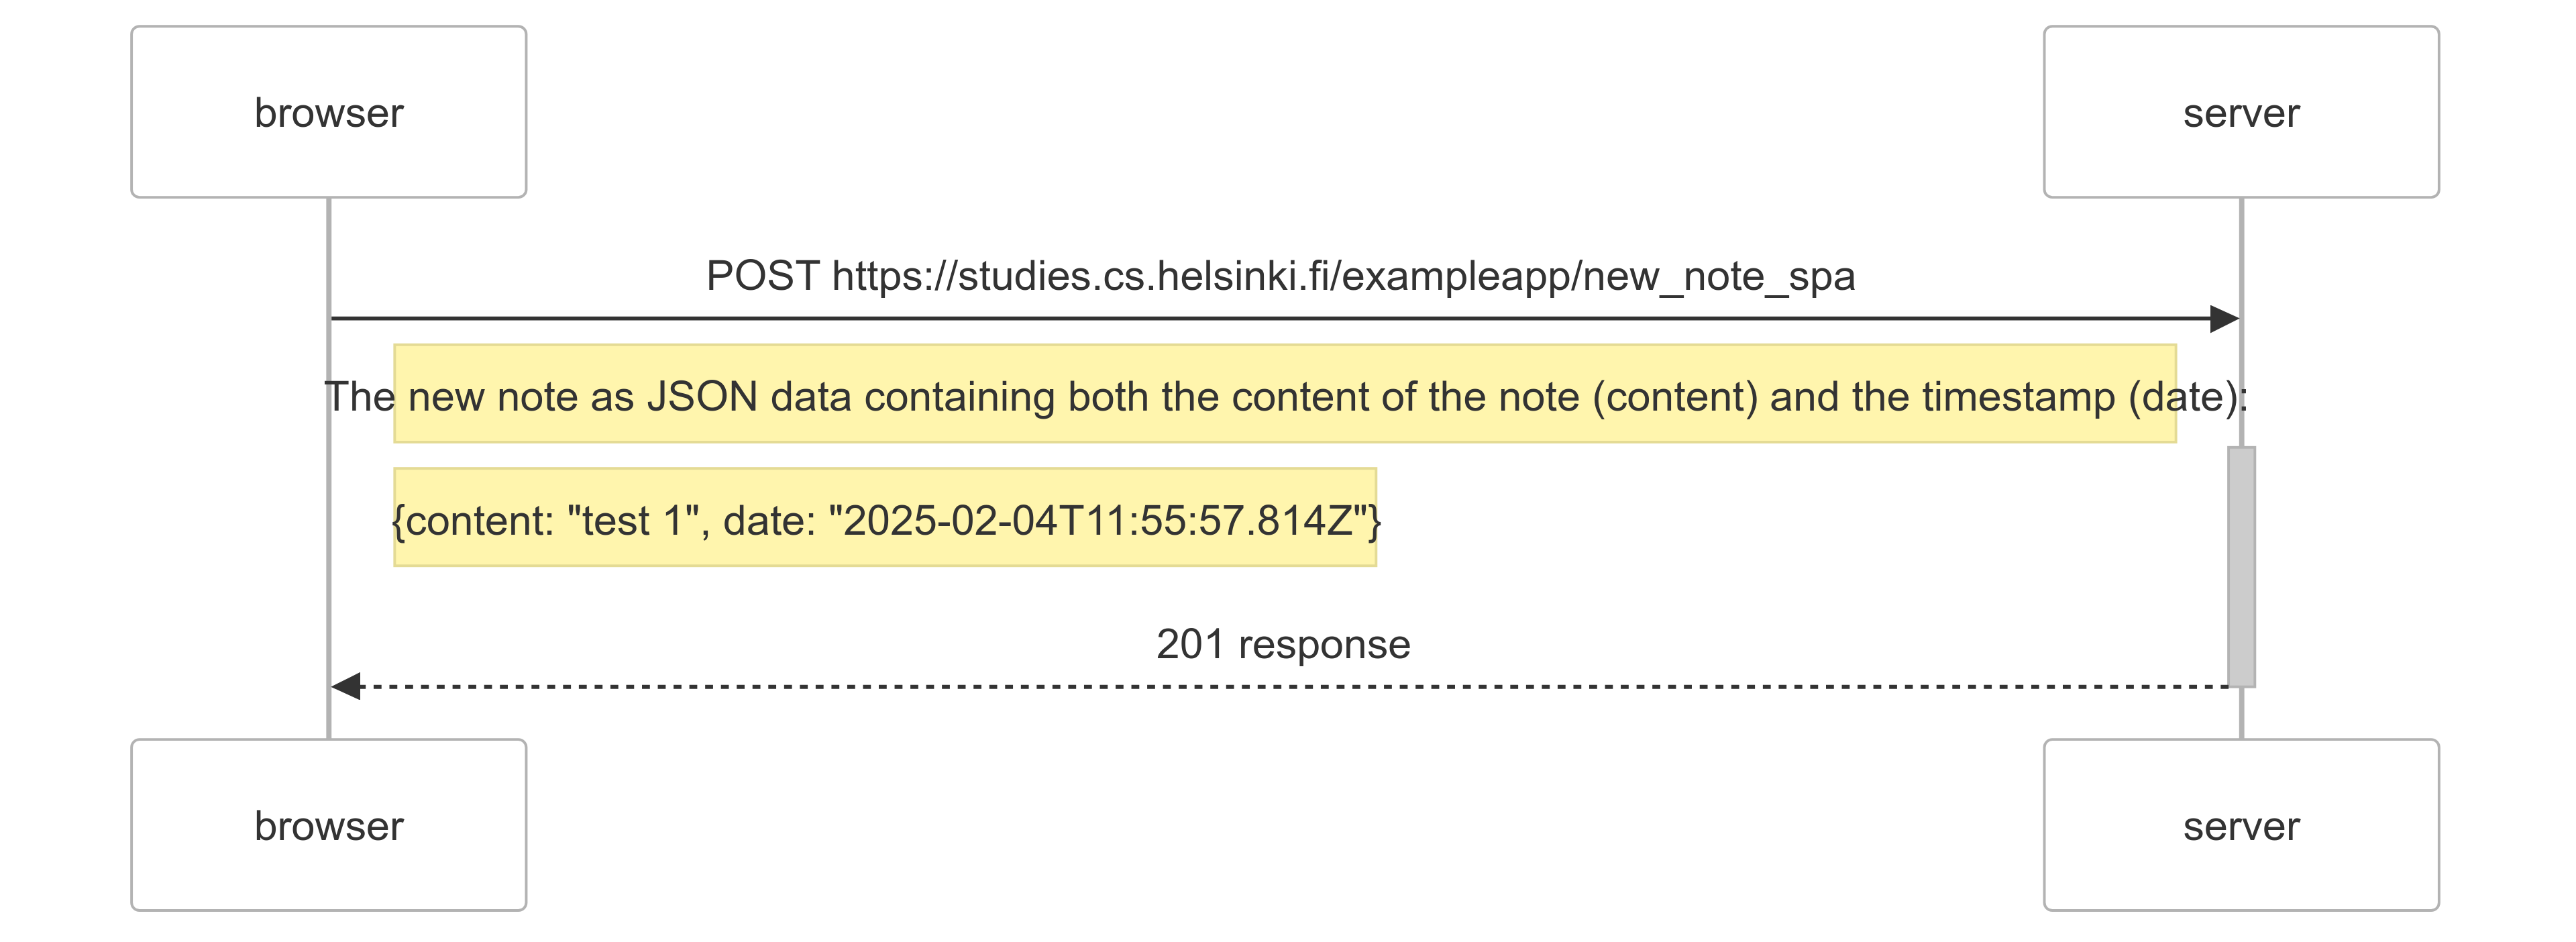 browser
server
POST https://studies.cs.helsinki.fi/exampleapp/new_note_spa
The new note as JSON data containing both the content of the note (content) and the timestamp (date):
{content: "test 1", date: "2025-02-04T11:55:57.814Z"}
201 response
browser
server